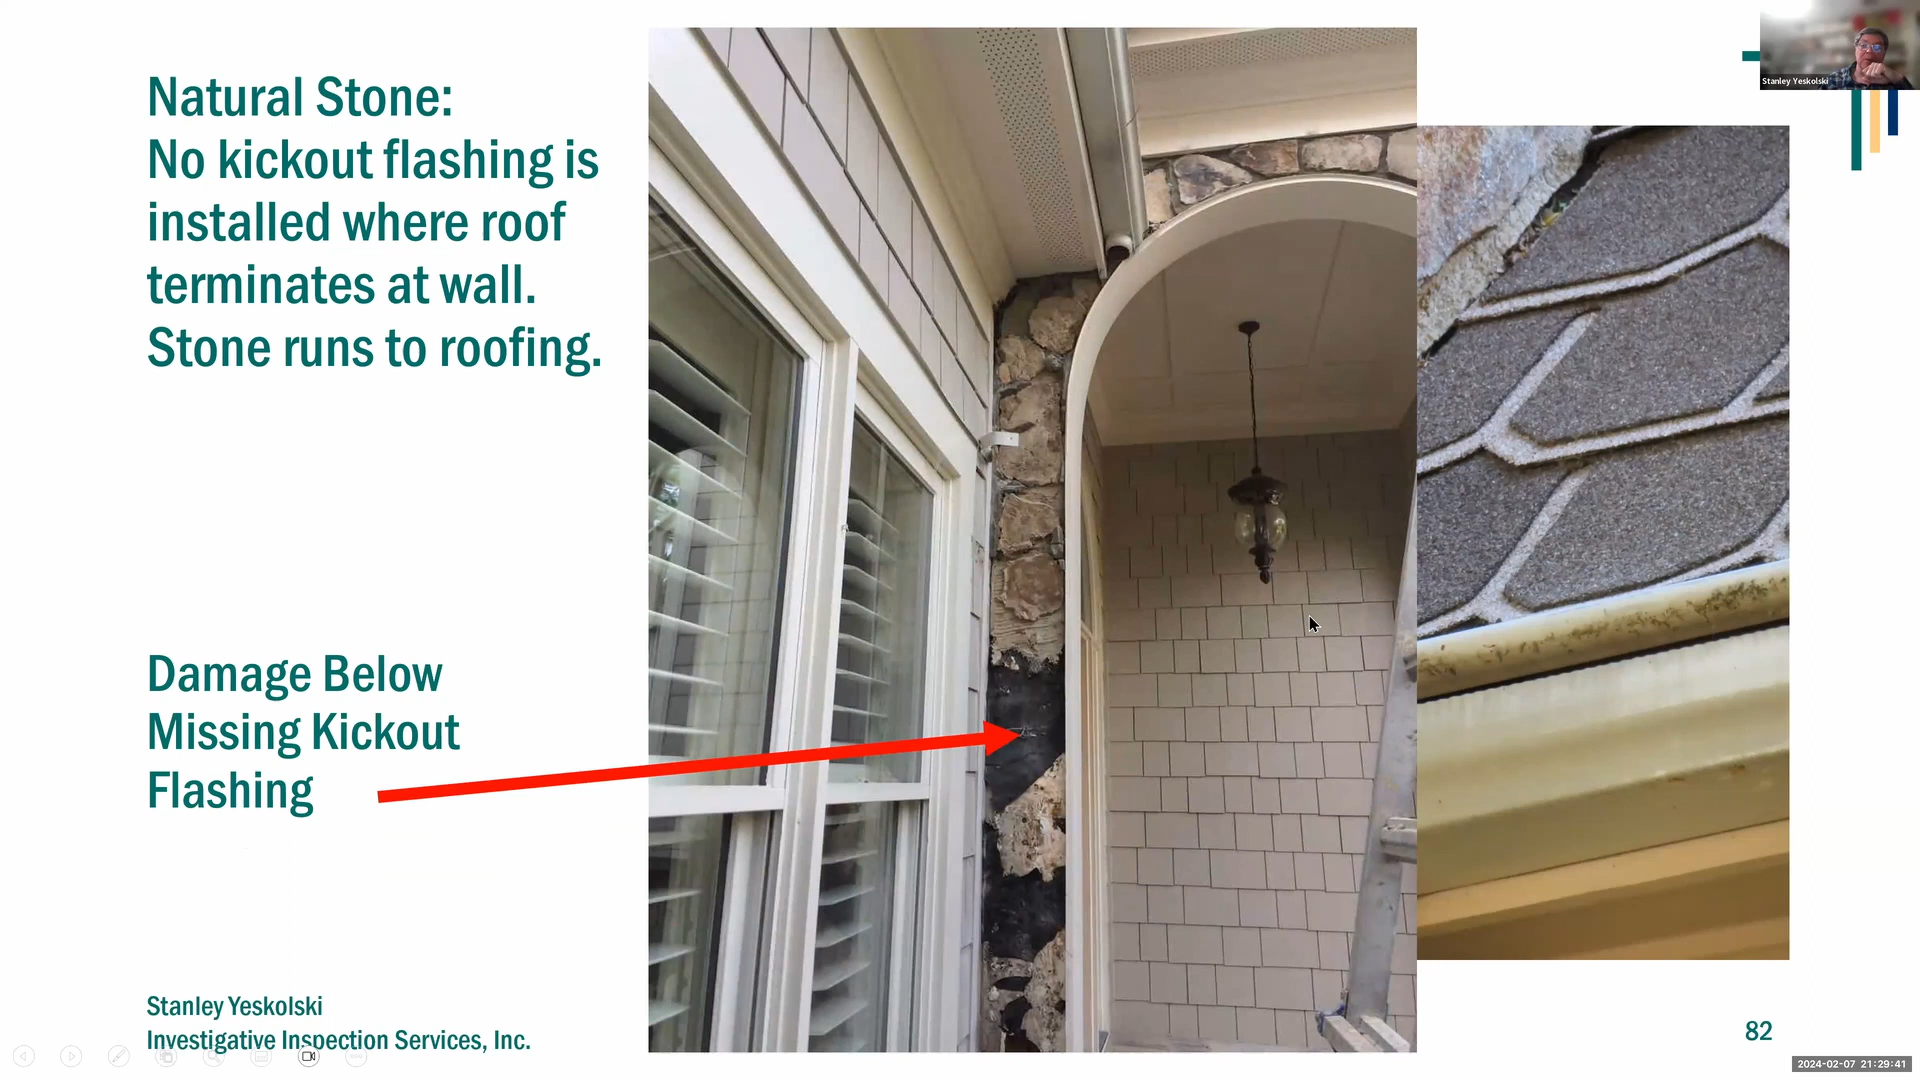 Natural Stone:
No kickout flashing is
installed where roof
terminates at wall.
Stone runs to roofing.
Damage Below
Missing Kickout
Flashing
Stanley Yeskolski
Investigative Inspection Services, Inc.
82
Stanley Yeskolski
2024-02-07 21:29:41